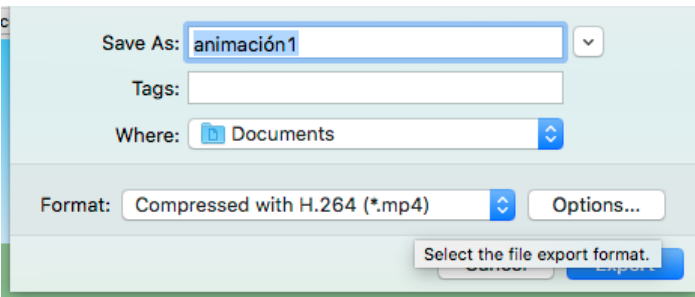 Save As: animación1
Tags:
Where: Documents
Format: Compressed with H.264 (*.mp4) Options...
Select the file export format.